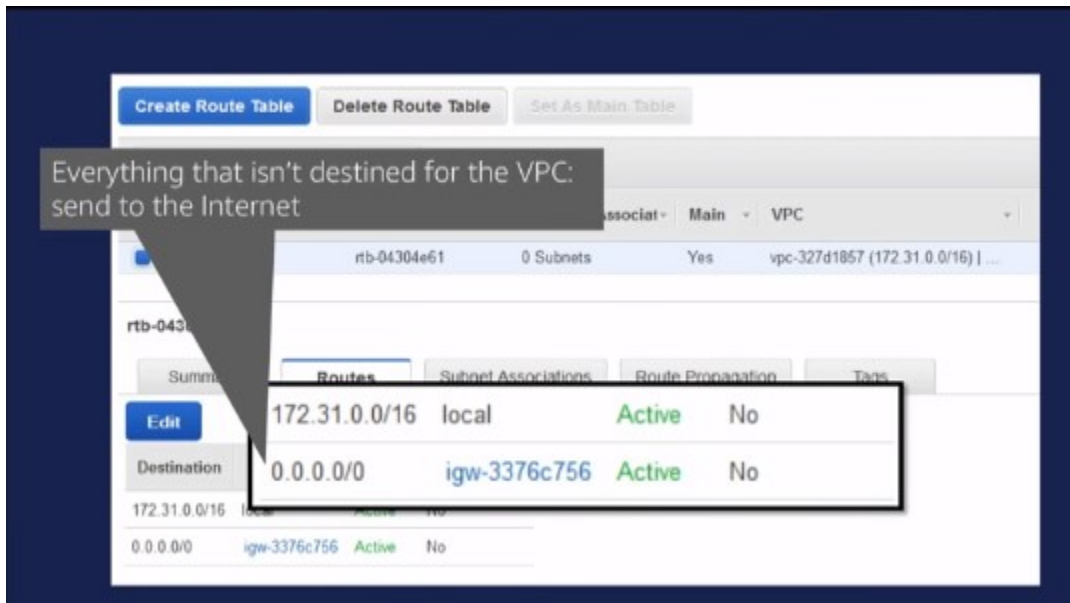 Create Route Table Delete Route Table Set As Main Table
Everything that isn't destined for the VPC:
send to the Internet
Main VPC
rtb-04304e61 0 Subnets Yes vpc-327d1857 (172.31.0.0/16) | ...
Routes Subnet Associations Route Propagation Tags
Edit
172.31.0.0/16 local Active No
Destination
0.0.0.0/0 igw-3376c756 Active No
172.31.0.0/16 local Active No
0.0.0.0/0 igw-3376c756 Active No